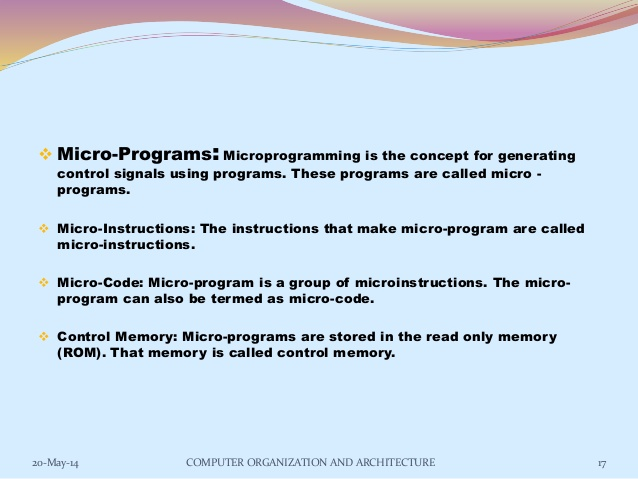 Micro-Programs: Microprogramming is the concept for generating
control signals using programs. These programs are called micro -
programs.
Micro-Instructions: The instructions that make micro-program are called
micro-instructions.
Micro-Code: Micro-program is a group of microinstructions. The micro-
program can also be termed as micro-code.
Control Memory: Micro-programs are stored in the read only memory
(ROM). That memory is called control memory.
20-May-14 COMPUTER ORGANIZATION AND ARCHITECTURE 17